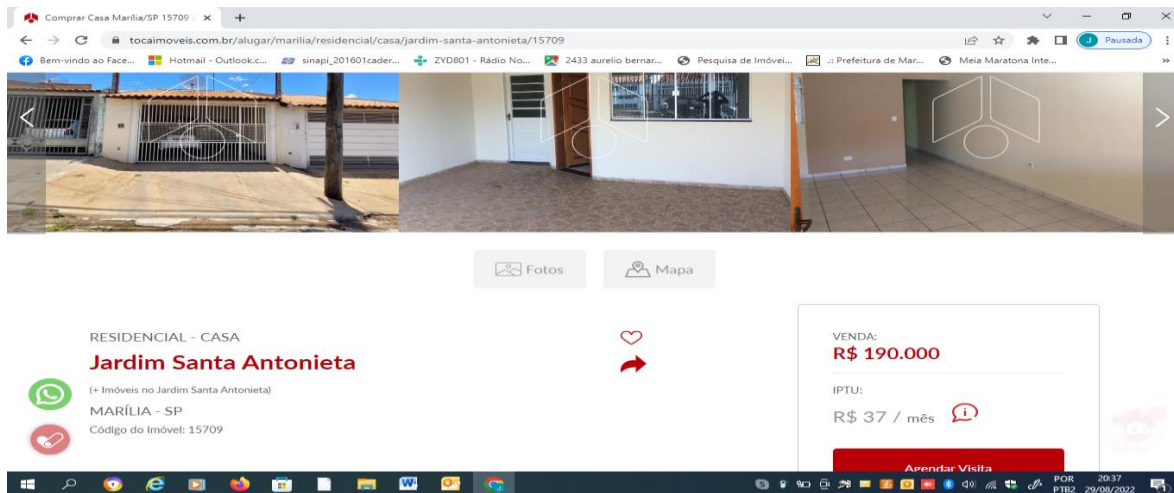 Comprar Casa Marília/SP 15709
tocaimoveis.com.br/alugar/marilia/residencial/casa/jardim-santa-antonieta/15709
J Pausada
Bem-vindo ao Face... Hotmail - Outlook.c... sinapi_201601cader... ZYD801 - Rádio No... 2433 aurelio bernar... Pesquisa de Imóvei... .:: Prefeitura de Mar... Meia Maratona Inte... »
Fotos Mapa
RESIDENCIAL - CASA
Jardim Santa Antonieta
(+ Imóveis no Jardim Santa Antonieta)
MARÍLIA - SP
Código do Imóvel: 15709
VENDA:
R$ 190.000
IPTU:
R$ 37 / mês
Agendar Visita
POR 20:37
PTB2 29/08/2022